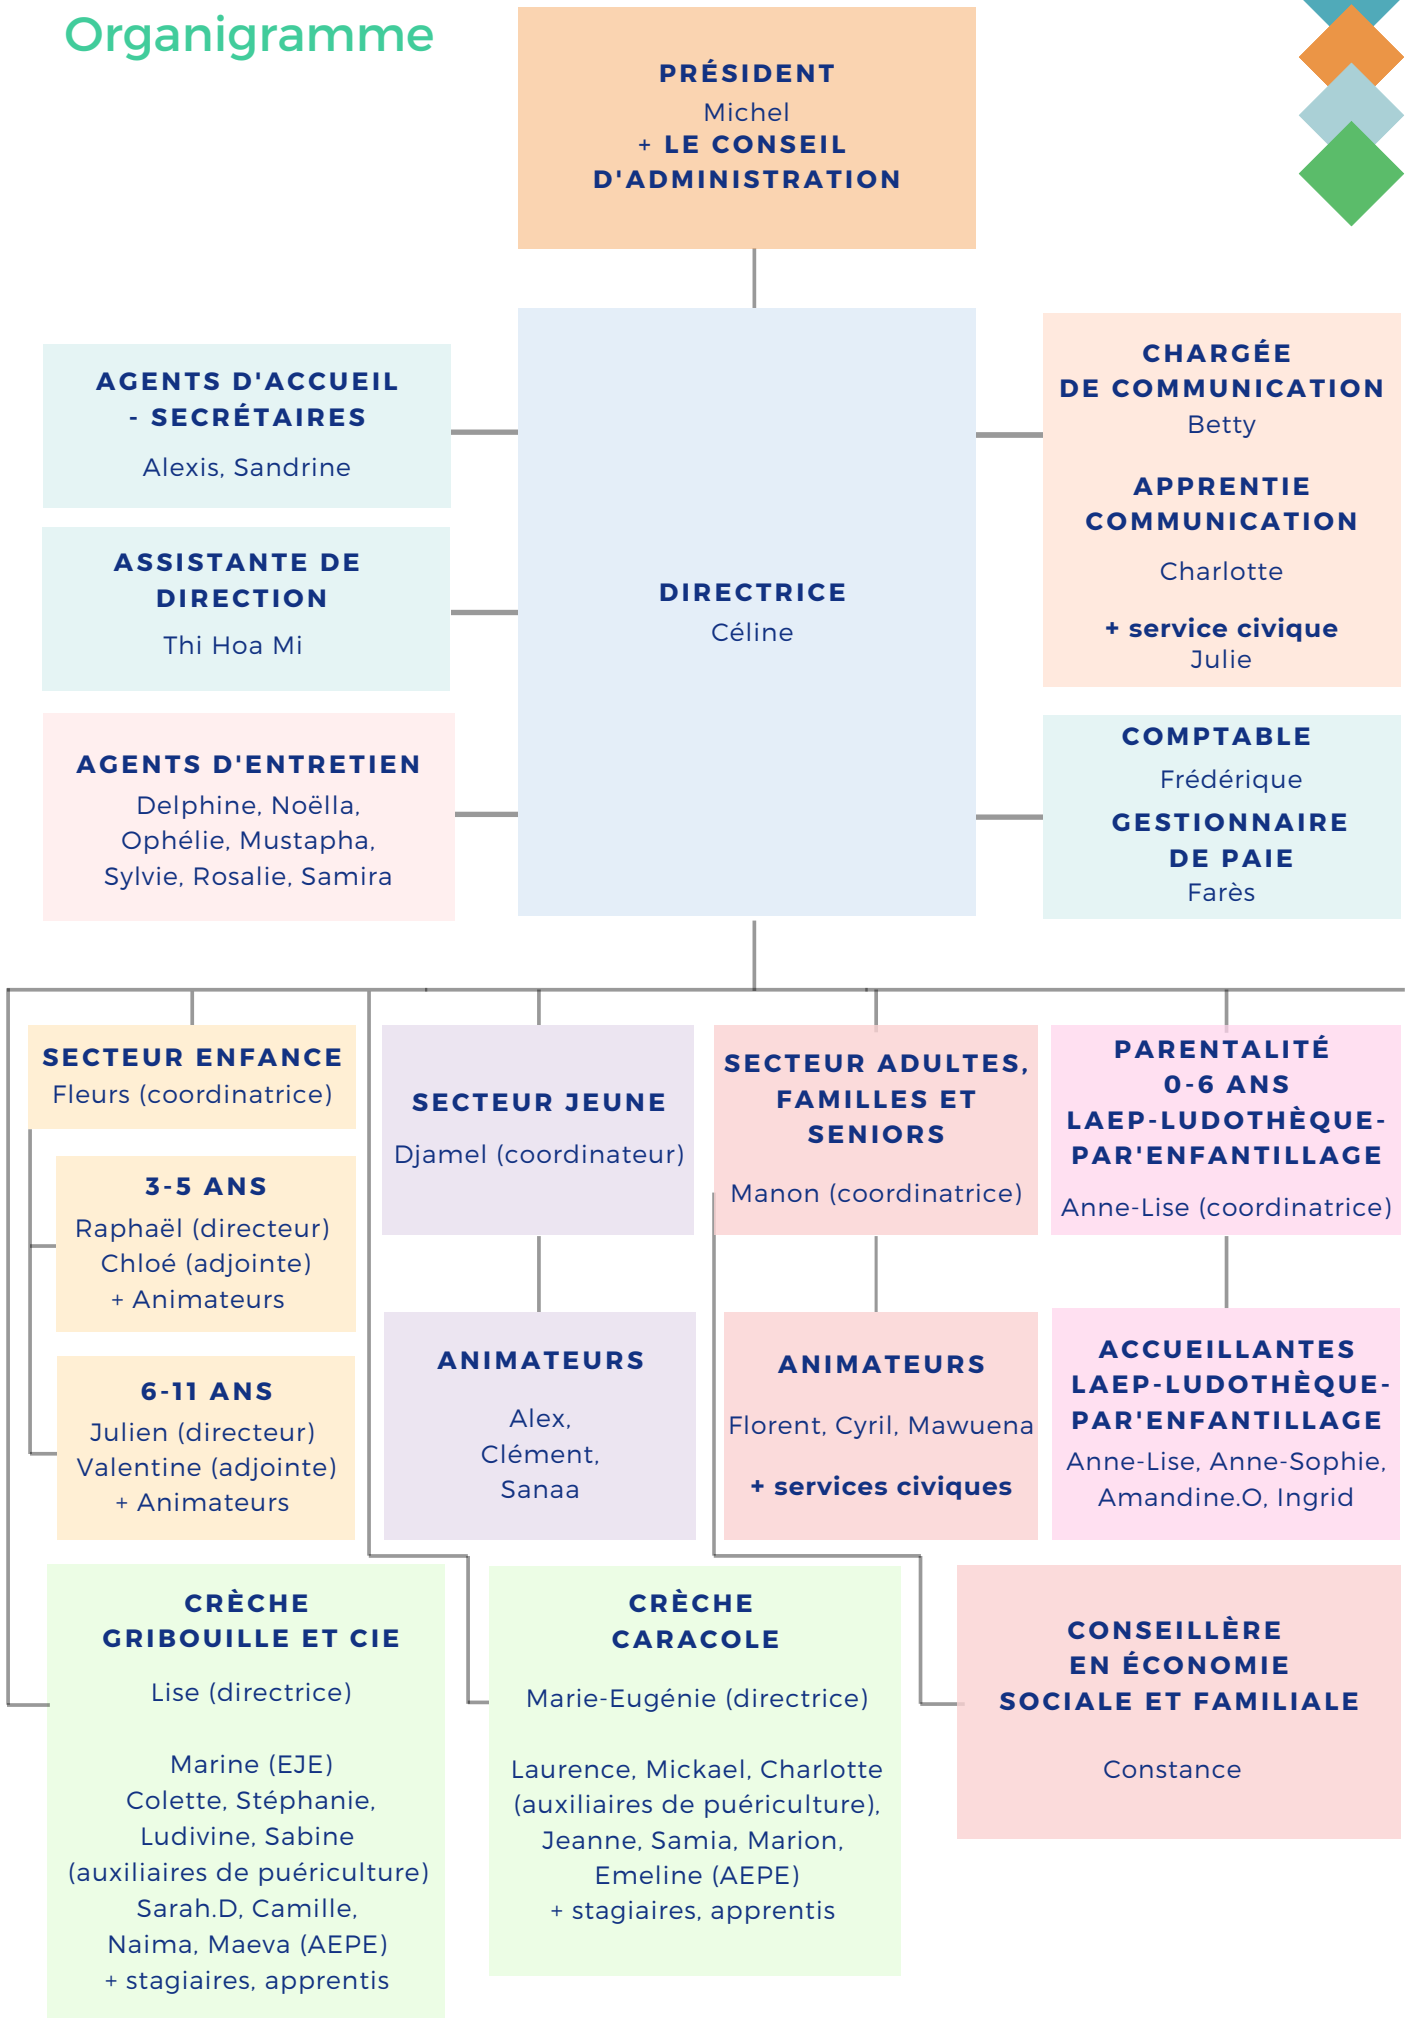 Organigramme
PRÉSIDENT
Michel
+ LE CONSEIL
D'ADMINISTRATION
AGENTS D'ACCUEIL
- SECRÉTAIRES
Alexis, Sandrine
ASSISTANTE DE
DIRECTION
Thi Hoa Mi
AGENTS D'ENTRETIEN
Delphine, Noëlla,
Ophélie, Mustapha,
Sylvie, Rosalie, Samira
DIRECTRICE
Céline
CHARGÉE
DE COMMUNICATION
Betty
APPRENTIE
COMMUNICATION
Charlotte
+ service civique
Julie
COMPTABLE
Frédérique
GESTIONNAIRE
DE PAIE
Farès
SECTEUR ENFANCE
Fleurs (coordinatrice)
3-5 ANS
Raphaël (directeur)
Chloé (adjointe)
+ Animateurs
6-11 ANS
Julien (directeur)
Valentine (adjointe)
+ Animateurs
SECTEUR JEUNE
Djamel (coordinateur)
ANIMATEURS
Alex,
Clément,
Sanaa
SECTEUR ADULTES,
FAMILLES ET
SENIORS
Manon (coordinatrice)
ANIMATEURS
Florent, Cyril, Mawuena
+ services civiques
PARENTALITÉ
0-6 ANS
LAEP-LUDOTHÈQUE-
PAR'ENFANTILLAGE
Anne-Lise (coordinatrice)
ACCUEILLANTES
LAEP-LUDOTHÈQUE-
PAR'ENFANTILLAGE
Anne-Lise, Anne-Sophie,
Amandine.O, Ingrid
CRÈCHE
GRIBOUILLE ET CIE
Lise (directrice)
Marine (EJE)
Colette, Stéphanie,
Ludivine, Sabine
(auxiliaires de puériculture)
Sarah.D, Camille,
Naima, Maeva (AEPE)
+ stagiaires, apprentis
CRÈCHE
CARACOLE
Marie-Eugénie (directrice)
Laurence, Mickael, Charlotte
(auxiliaires de puériculture),
Jeanne, Samia, Marion,
Emeline (AEPE)
+ stagiaires, apprentis
CONSEILLÈRE
EN ÉCONOMIE
SOCIALE ET FAMILIALE
Constance